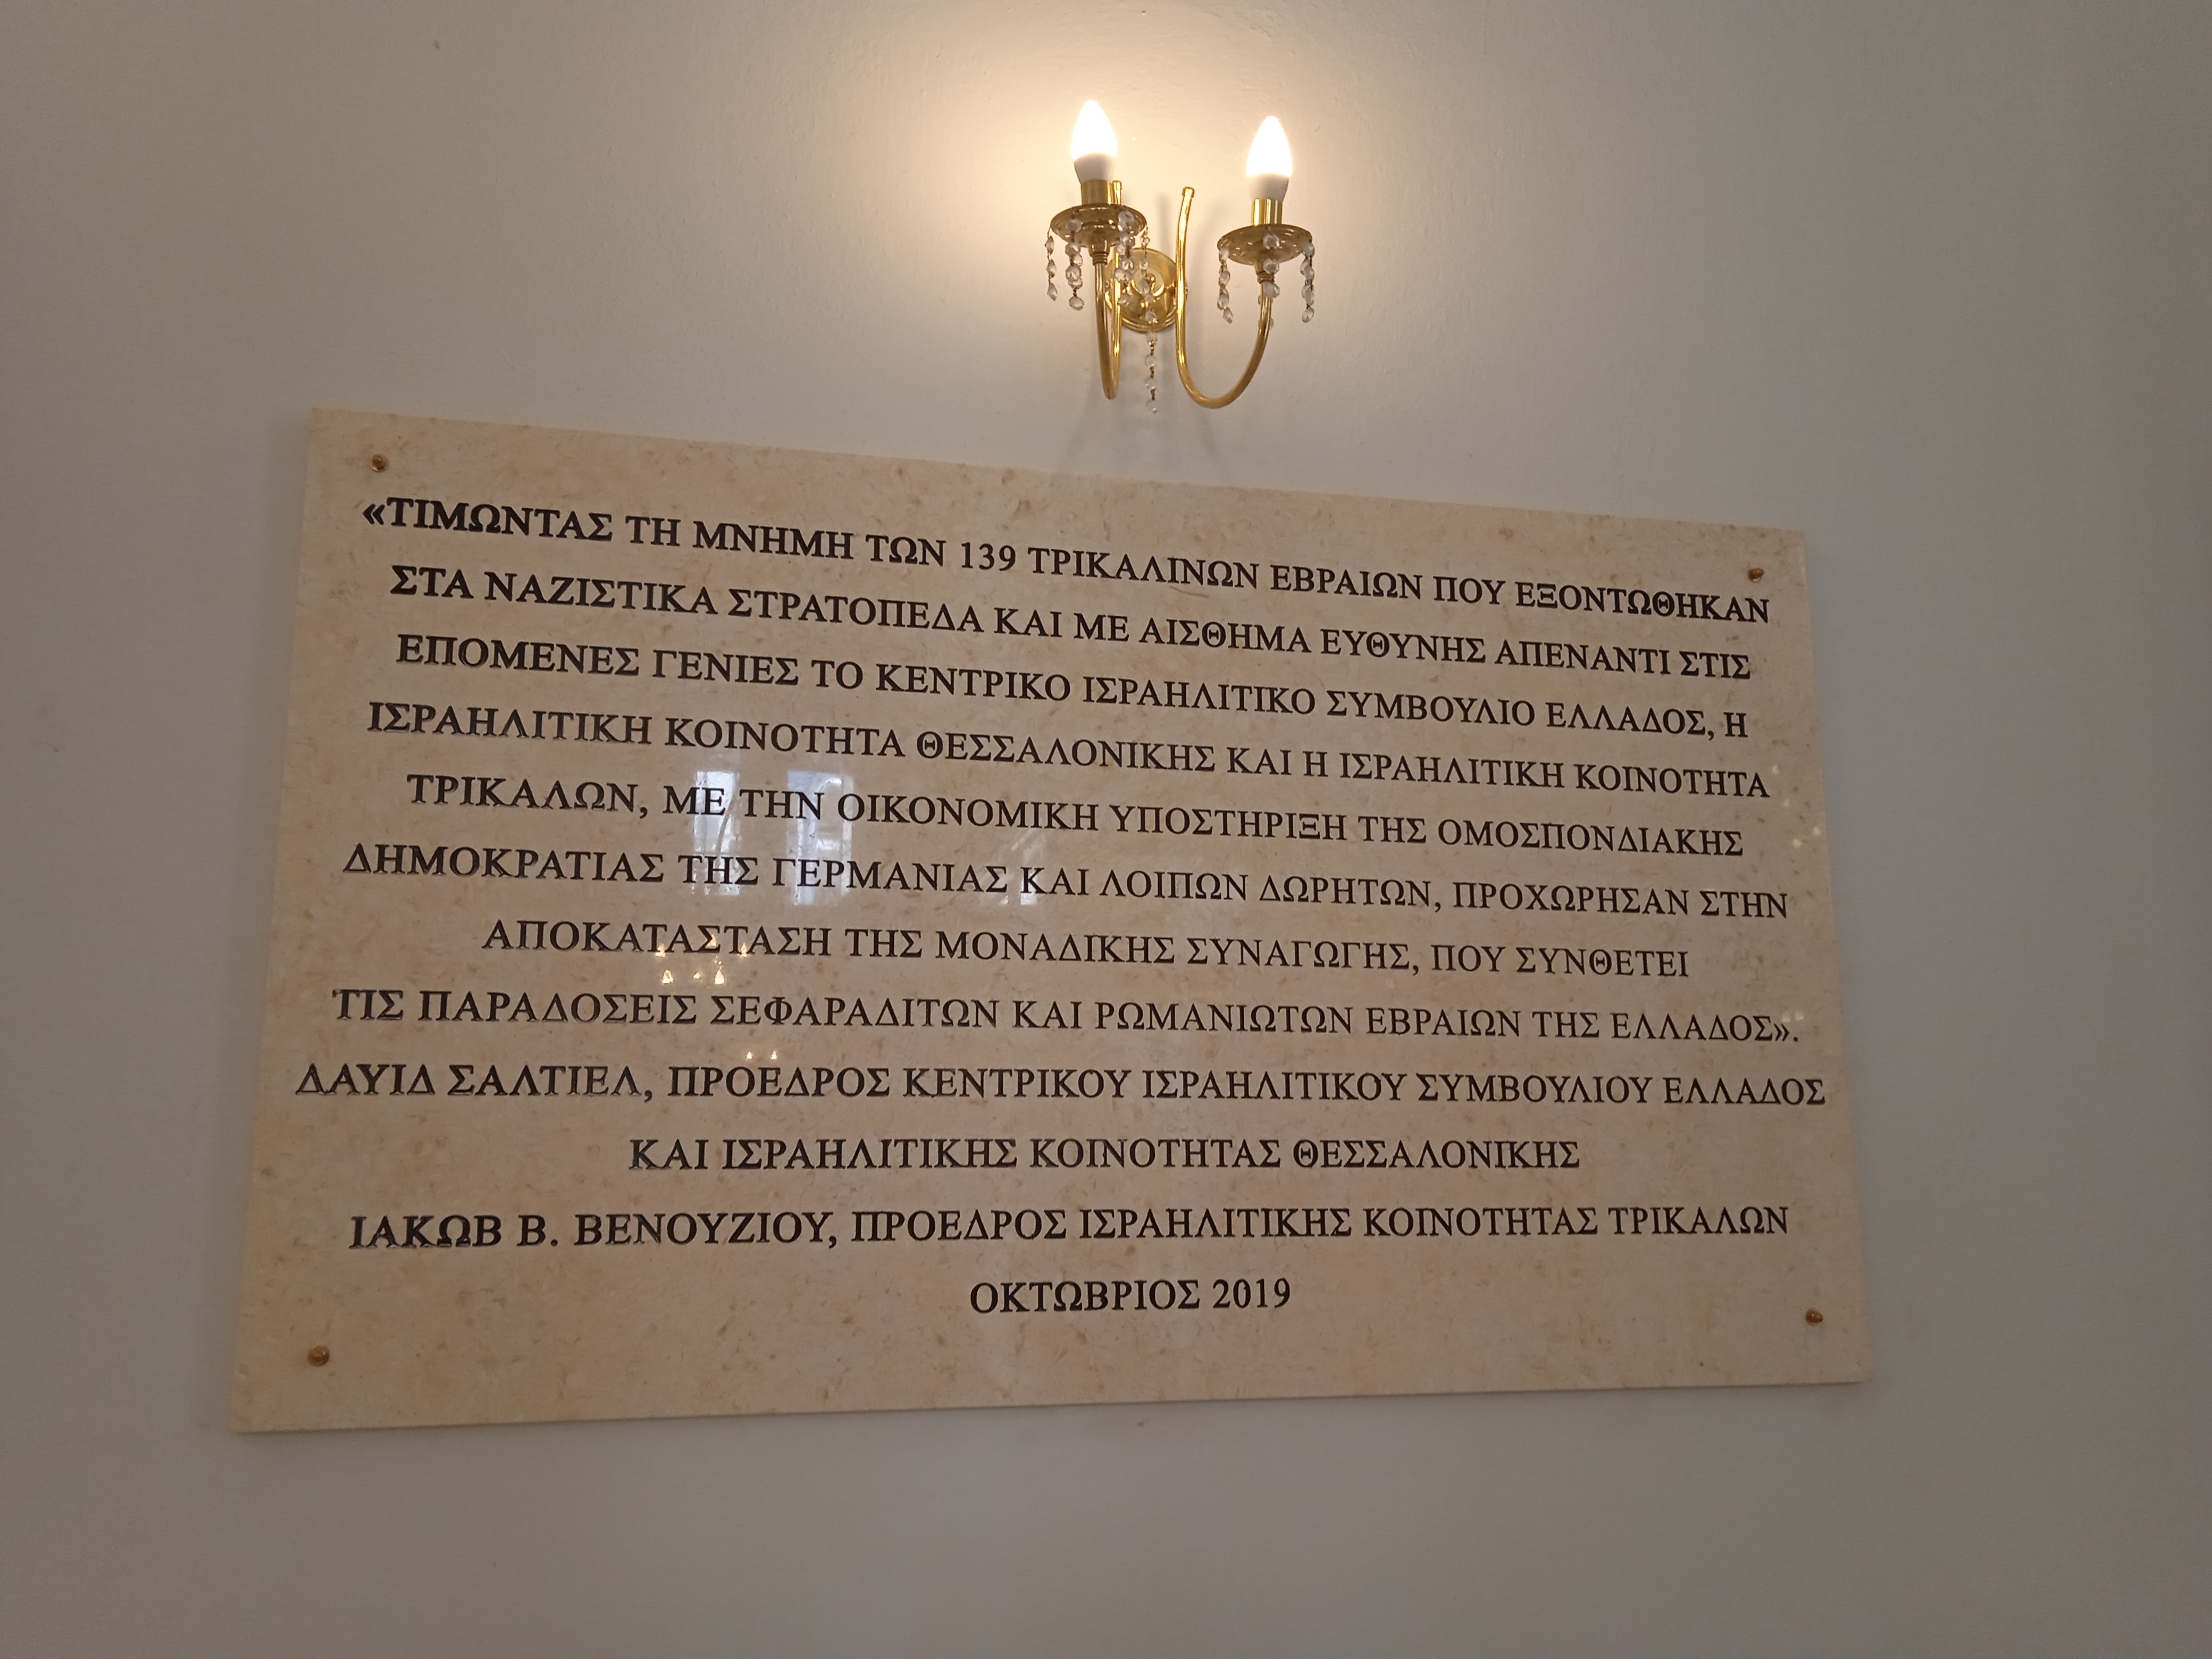 «ΤΙΜΩΝΤΑΣ ΤΗ ΜΝΗΜΗ ΤΩΝ 139 ΤΡΙΚΑΛΙΝΩΝ ΕΒΡΑΙΩΝ ΠΟΥ ΕΞΟΝΤΩΘΗΚΑΝ
ΣΤΑ ΝΑΖΙΣΤΙΚΑ ΣΤΡΑΤΟΠΕΔΑ ΚΑΙ ΜΕ ΑΙΣΘΗΜΑ ΕΥΘΥΝΗΣ ΑΠΕΝΑΝΤΙ ΣΤΙΣ
ΕΠΟΜΕΝΕΣ ΓΕΝΙΕΣ ΤΟ ΚΕΝΤΡΙΚΟ ΙΣΡΑΗΛΙΤΙΚΟ ΣΥΜΒΟΥΛΙΟ ΕΛΛΑΔΟΣ, Η
ΙΣΡΑΗΛΙΤΙΚΗ ΚΟΙΝΟΤΗΤΑ ΘΕΣΣΑΛΟΝΙΚΗΣ ΚΑΙ Η ΙΣΡΑΗΛΙΤΙΚΗ ΚΟΙΝΟΤΗΤΑ
ΤΡΙΚΑΛΩΝ, ΜΕ ΤΗΝ ΟΙΚΟΝΟΜΙΚΗ ΥΠΟΣΤΗΡΙΞΗ ΤΗΣ ΟΜΟΣΠΟΝΔΙΑΚΗΣ
ΔΗΜΟΚΡΑΤΙΑΣ ΤΗΣ ΓΕΡΜΑΝΙΑΣ ΚΑΙ ΛΟΙΠΩΝ ΔΩΡΗΤΩΝ, ΠΡΟΧΩΡΗΣΑΝ ΣΤΗΝ
ΑΠΟΚΑΤΑΣΤΑΣΗ ΤΗΣ ΜΟΝΑΔΙΚΗΣ ΣΥΝΑΓΩΓΗΣ, ΠΟΥ ΣΥΝΘΕΤΕΙ
ΤΙΣ ΠΑΡΑΔΟΣΕΙΣ ΣΕΦΑΡΑΔΙΤΩΝ ΚΑΙ ΡΩΜΑΝΙΩΤΩΝ ΕΒΡΑΙΩΝ ΤΗΣ ΕΛΛΑΔΟΣ».
ΔΑΥΙΔ ΣΑΛΤΙΕΛ, ΠΡΟΕΔΡΟΣ ΚΕΝΤΡΙΚΟΥ ΙΣΡΑΗΛΙΤΙΚΟΥ ΣΥΜΒΟΥΛΙΟΥ ΕΛΛΑΔΟΣ
ΚΑΙ ΙΣΡΑΗΛΙΤΙΚΗΣ ΚΟΙΝΟΤΗΤΑΣ ΘΕΣΣΑΛΟΝΙΚΗΣ
ΙΑΚΩΒ Β. ΒΕΝΟΥΖΙΟΥ, ΠΡΟΕΔΡΟΣ ΙΣΡΑΗΛΙΤΙΚΗΣ ΚΟΙΝΟΤΗΤΑΣ ΤΡΙΚΑΛΩΝ
ΟΚΤΩΒΡΙΟΣ 2019